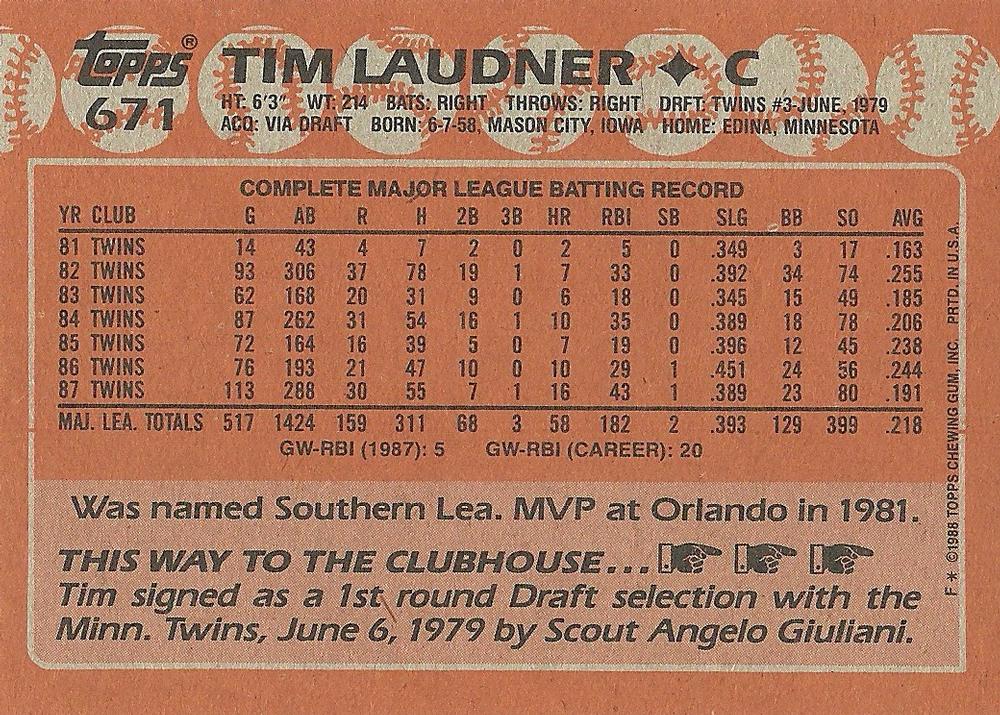 Topps® TIM LAUDNER ✦ C
671 HT: 6'3" WT: 214 BATS: RIGHT THROWS: RIGHT DRFT: TWINS #3-JUNE, 1979
ACQ: VIA DRAFT BORN: 6-7-58, MASON CITY, IOWA HOME: EDINA, MINNESOTA
COMPLETE MAJOR LEAGUE BATTING RECORD
YR CLUB G AB R H 2B 3B HR RBI SB SLG BB SO AVG
81 TWINS 14 43 4 7 2 0 2 5 0 .349 3 17 .163
82 TWINS 93 306 37 78 19 1 7 33 0 .392 34 74 .255
83 TWINS 62 168 20 31 9 0 6 18 0 .345 15 49 .185
84 TWINS 87 262 31 54 16 1 10 35 0 .389 18 78 .206
85 TWINS 72 164 16 39 5 0 7 19 0 .396 12 45 .238
86 TWINS 76 193 21 47 10 0 10 29 1 .451 24 56 .244
87 TWINS 113 288 30 55 7 1 16 43 1 .389 23 80 .191
MAJ. LEA. TOTALS 517 1424 159 311 68 3 58 182 2 .393 129 399 .218
GW-RBI (1987): 5 GW-RBI (CAREER): 20
Was named Southern Lea. MVP at Orlando in 1981.
THIS WAY TO THE CLUBHOUSE...
Tim signed as a 1st round Draft selection with the
Minn. Twins, June 6, 1979 by Scout Angelo Giuliani.
F * ©1988 TOPPS CHEWING GUM, INC. PRTD. IN U.S.A.